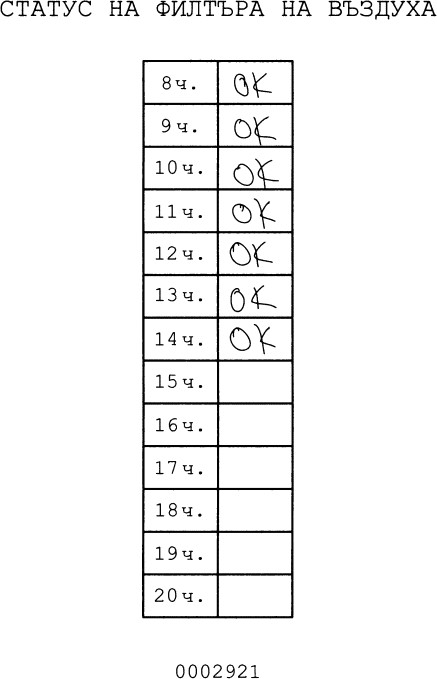 СТАТУС НА ФИЛТЪРА НА ВЪЗДУХА
8ч. OK
9ч. OK
10ч. OK
11ч. OK
12ч. OK
13ч. OK
14ч. OK
15ч.
16ч.
17ч.
18ч.
19ч.
20ч.
0002921